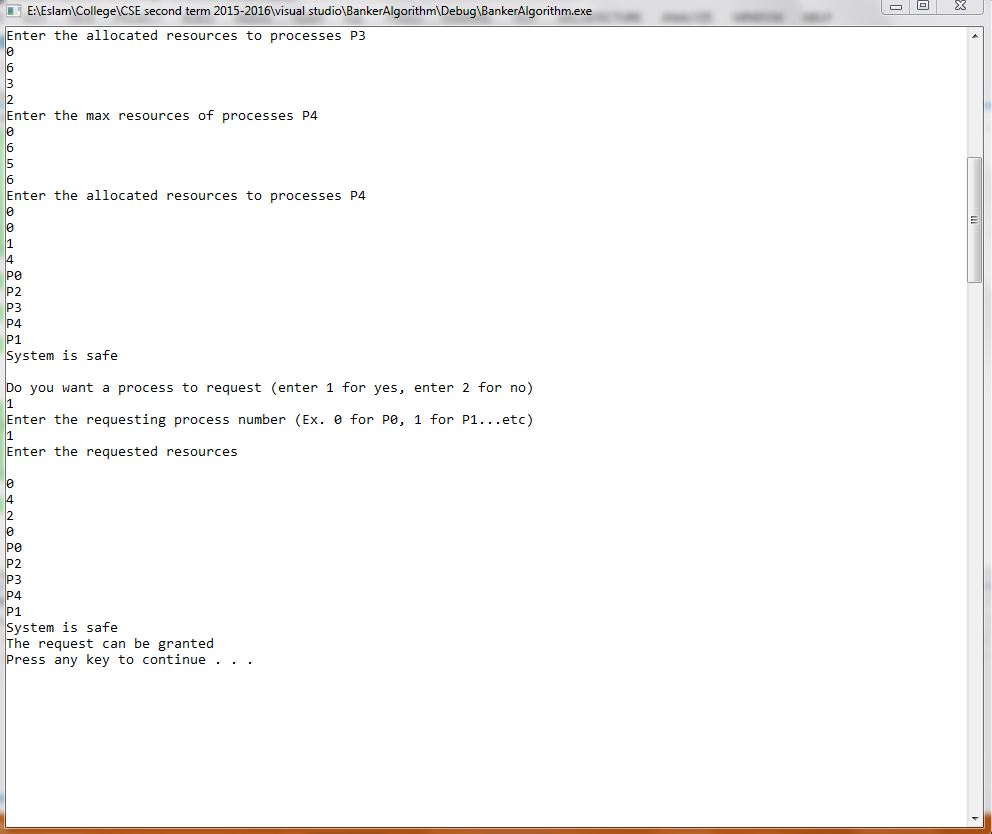 E:\Eslam\College\CSE second term 2015-2016\visual studio\BankerAlgorithm\Debug\BankerAlgorithm.exe
Enter the allocated resources to processes P3
0
6
3
2
Enter the max resources of processes P4
0
6
5
6
Enter the allocated resources to processes P4
0
0
1
4
P0
P2
P3
P4
P1
System is safe
Do you want a process to request (enter 1 for yes, enter 2 for no)
1
Enter the requesting process number (Ex. 0 for P0, 1 for P1...etc)
1
Enter the requested resources
0
4
2
0
P0
P2
P3
P4
P1
System is safe
The request can be granted
Press any key to continue . . .